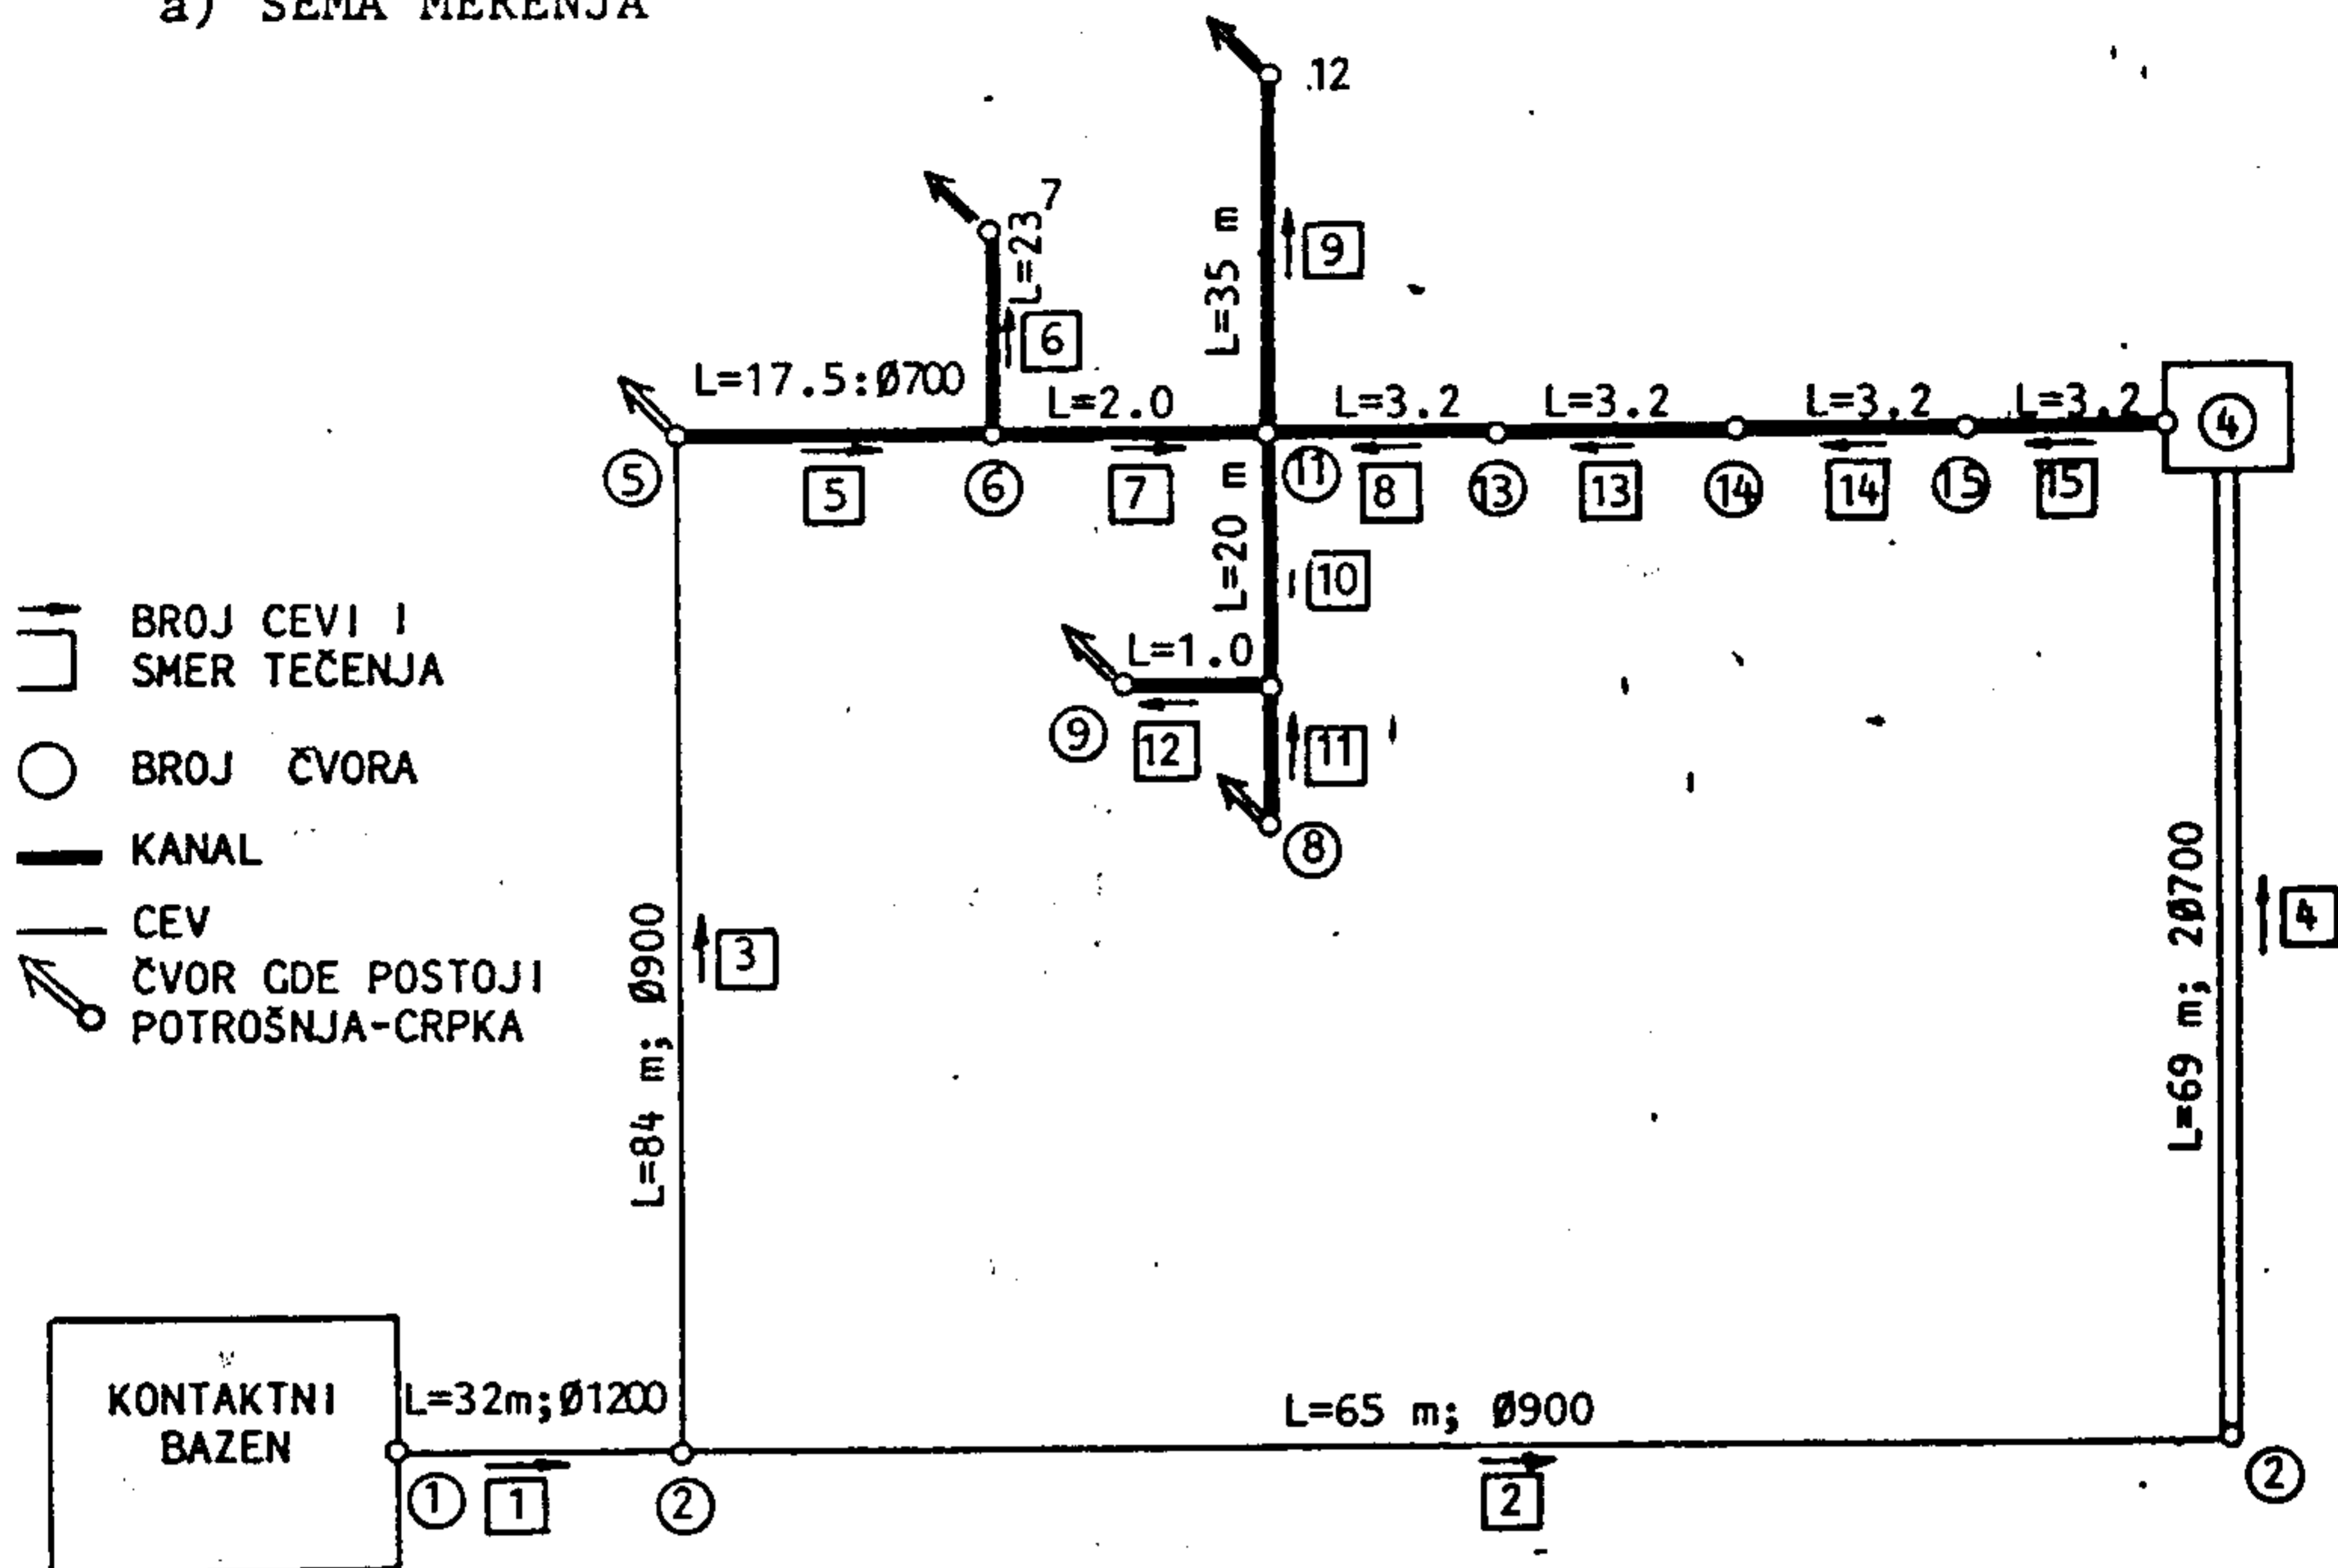 a) ŠEMA MERENJA
.12
7
L=23
6
L=35 m
9
L=17.5:Ø700
L=2.0
L=3.2
L=3.2
L=3.2
L=3.2
4
5
5
6
7
11
8
13
13
14
14
15
15
L=20 m
10
L=1.0
9
12
11
8
BROJ CEVI I
SMER TEČENJA
BROJ ČVORA
KANAL
CEV
ČVOR GDE POSTOJI
POTROŠNJA-CRPKA
L=84 m; Ø900
3
L=69 m; 2Ø700
4
KONTAKTNI
BAZEN
L=32m;Ø1200
L=65 m; Ø900
1
1
2
2
2